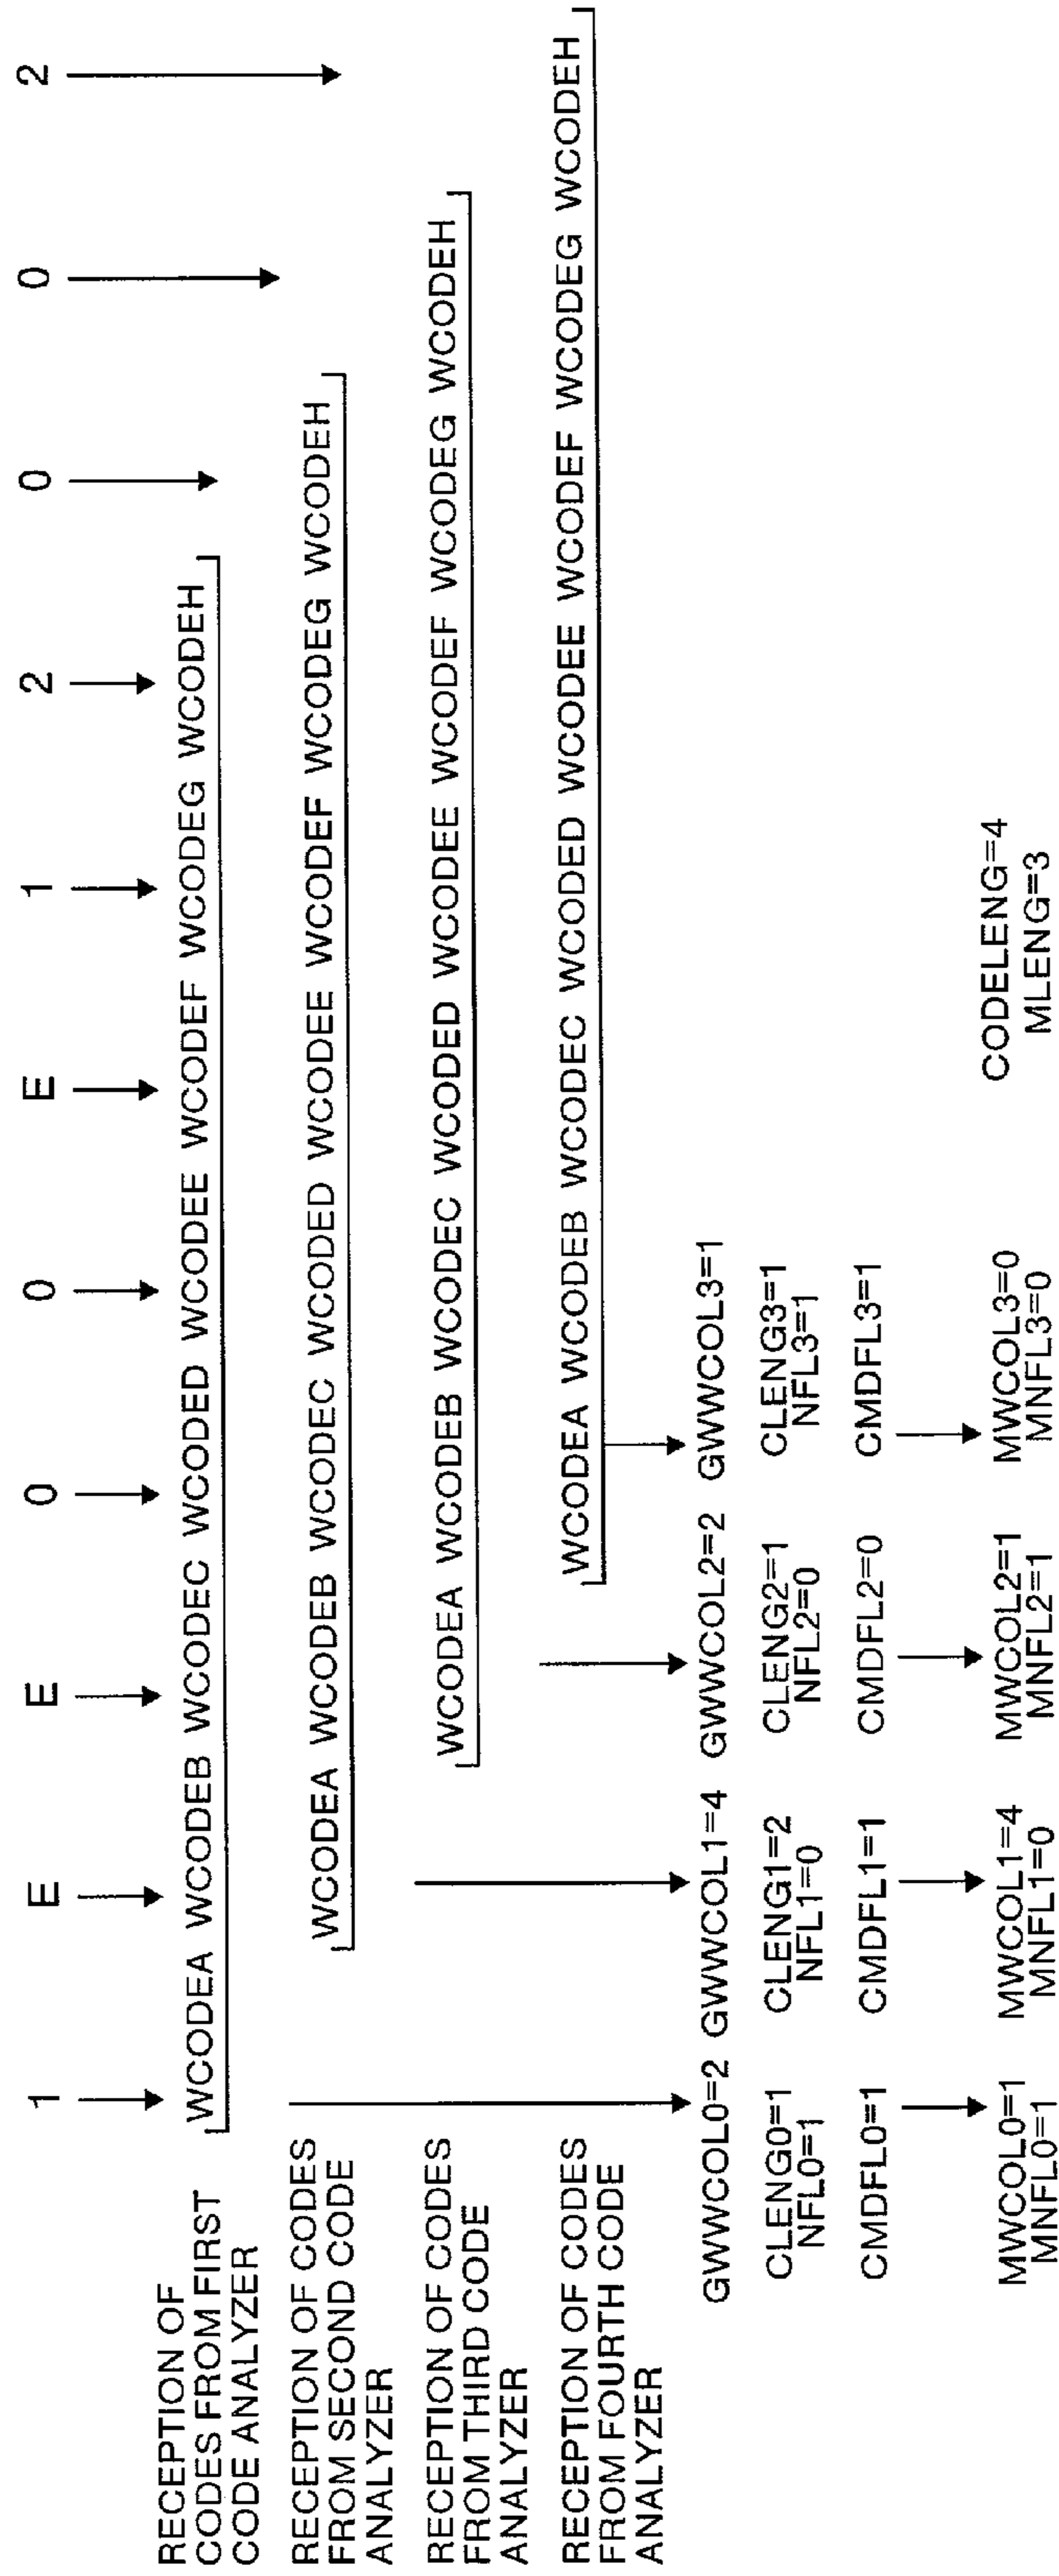 1 E E 0 0 E 1 2 0 0 2
RECEPTION OF
CODES FROM FIRST
CODE ANALYZER
WCODEA WCODEB WCODEC WCODED WCODEE WCODEF WCODEG WCODEH
RECEPTION OF CODES
FROM SECOND CODE
ANALYZER
WCODEA WCODEB WCODEC WCODED WCODEE WCODEF WCODEG WCODEH
RECEPTION OF CODES
FROM THIRD CODE
ANALYZER
WCODEA WCODEB WCODEC WCODED WCODEE WCODEF WCODEG WCODEH
RECEPTION OF CODES
FROM FOURTH CODE
ANALYZER
WCODEA WCODEB WCODEC WCODED WCODEE WCODEF WCODEG WCODEH
GWWCOL0=2 GWWCOL1=4 GWWCOL2=2 GWWCOL3=1
CLENG0=1 CLENG1=2 CLENG2=1 CLENG3=1
NFL0=1 NFL1=0 NFL2=0 NFL3=1
CMDFL0=1 CMDFL1=1 CMDFL2=0 CMDFL3=1
MWCOL0=1 MWCOL1=4 MWCOL2=1 MWCOL3=0
MNFL0=1 MNFL1=0 MNFL2=1 MNFL3=0
CODELENG=4
MLENG=3